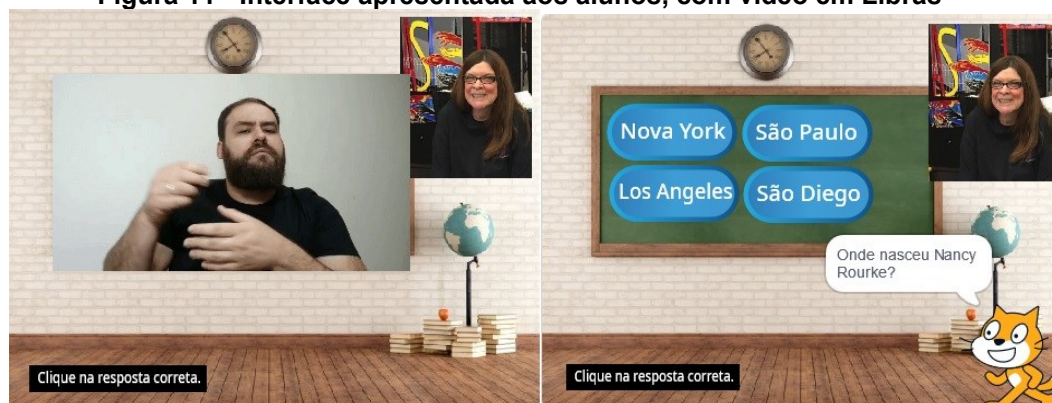 Figura 11 - Interface apresentada aos alunos, com vídeo em Libras
Clique na resposta correta.
Nova York
São Paulo
Los Angeles
São Diego
Onde nasceu Nancy
Rourke?
Clique na resposta correta.